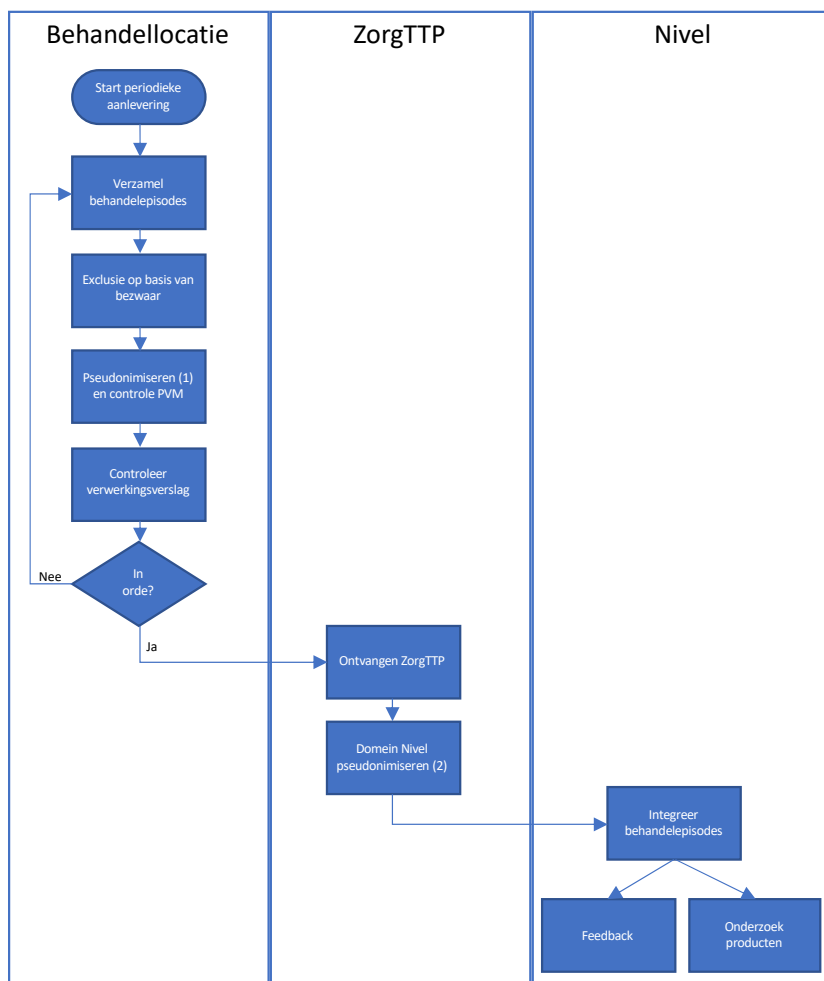 Behandellocatie
ZorgTTP
Nivel
Start periodieke
aanlevering
Verzamel
behandelepisodes
Exclusie op basis van
bezwaar
Pseudonimiseren (1)
en controle PVM
Controleer
verwerkingsverslag
In
orde?
Nee
Ja
Ontvangen ZorgTTP
Domein Nivel
pseudonimiseren (2)
Integreer
behandelepisodes
Feedback
Onderzoek
producten